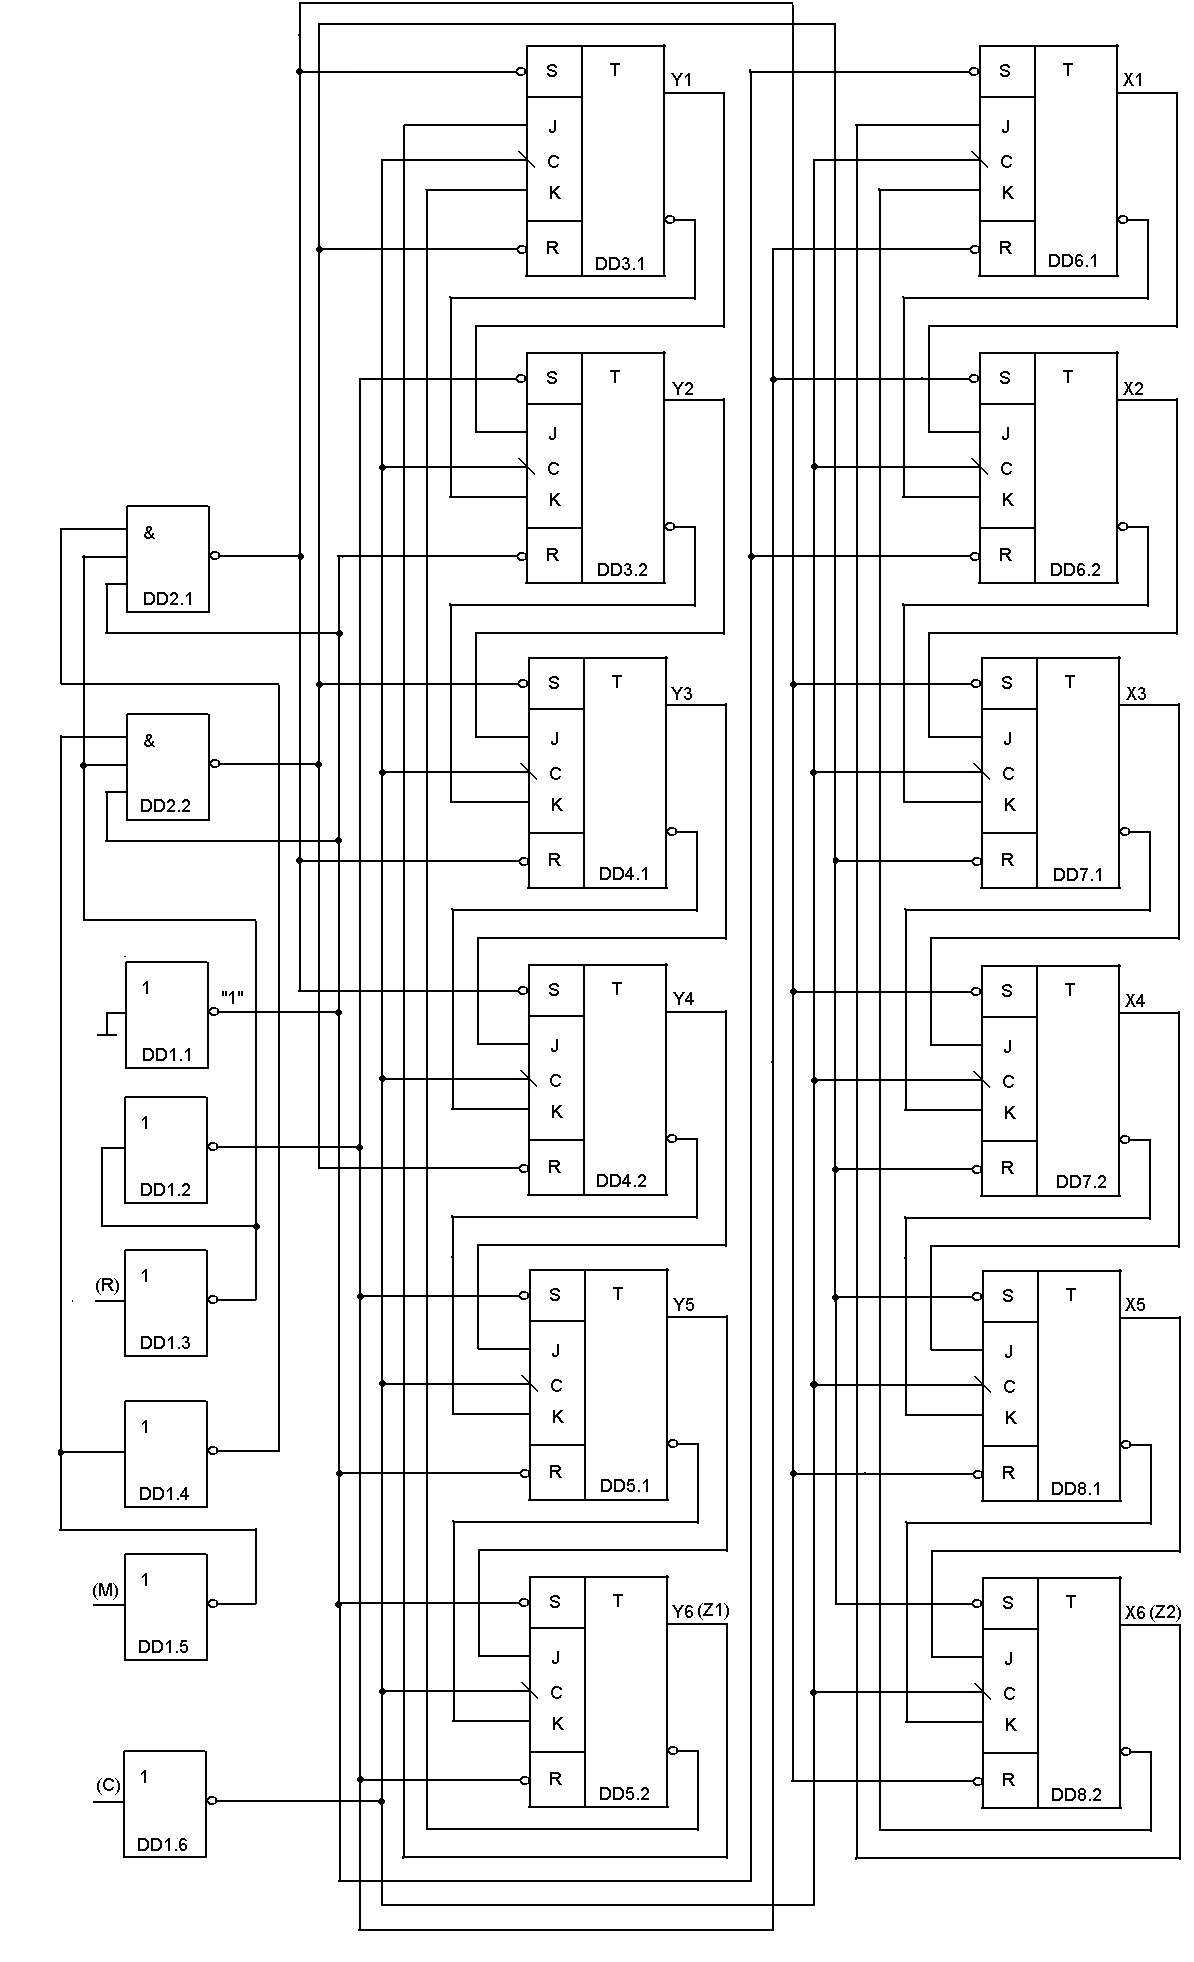 S T Y1
J
C
K
R DD3.1
S T X1
J
C
K
R DD6.1
S T Y2
J
C
K
R DD3.2
S T X2
J
C
K
R DD6.2
&
DD2.1
S T Y3
J
C
K
R DD4.1
S T X3
J
C
K
R DD7.1
&
DD2.2
1 "1"
DD1.1
S T Y4
J
C
K
R DD4.2
S T X4
J
C
K
R DD7.2
1
DD1.2
(R) 1
DD1.3
S T Y5
J
C
K
R DD5.1
S T X5
J
C
K
R DD8.1
1
DD1.4
(M) 1
DD1.5
S T Y6 (Z1)
J
C
K
R DD5.2
S T X6 (Z2)
J
C
K
R DD8.2
(C) 1
DD1.6